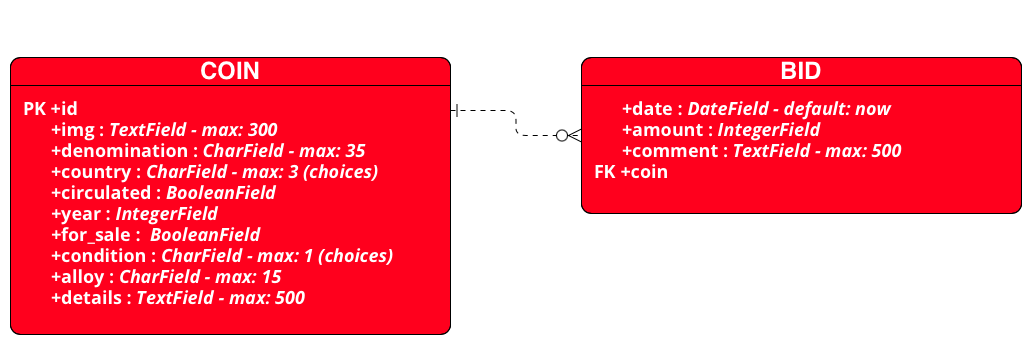 COIN
PK +id
+img : TextField - max: 300
+denomination : CharField - max: 35
+country : CharField - max: 3 (choices)
+circulated : BooleanField
+year : IntegerField
+for_sale : BooleanField
+condition : CharField - max: 1 (choices)
+alloy : CharField - max: 15
+details : TextField - max: 500
BID
+date : DateField - default: now
+amount : IntegerField
+comment : TextField - max: 500
FK +coin